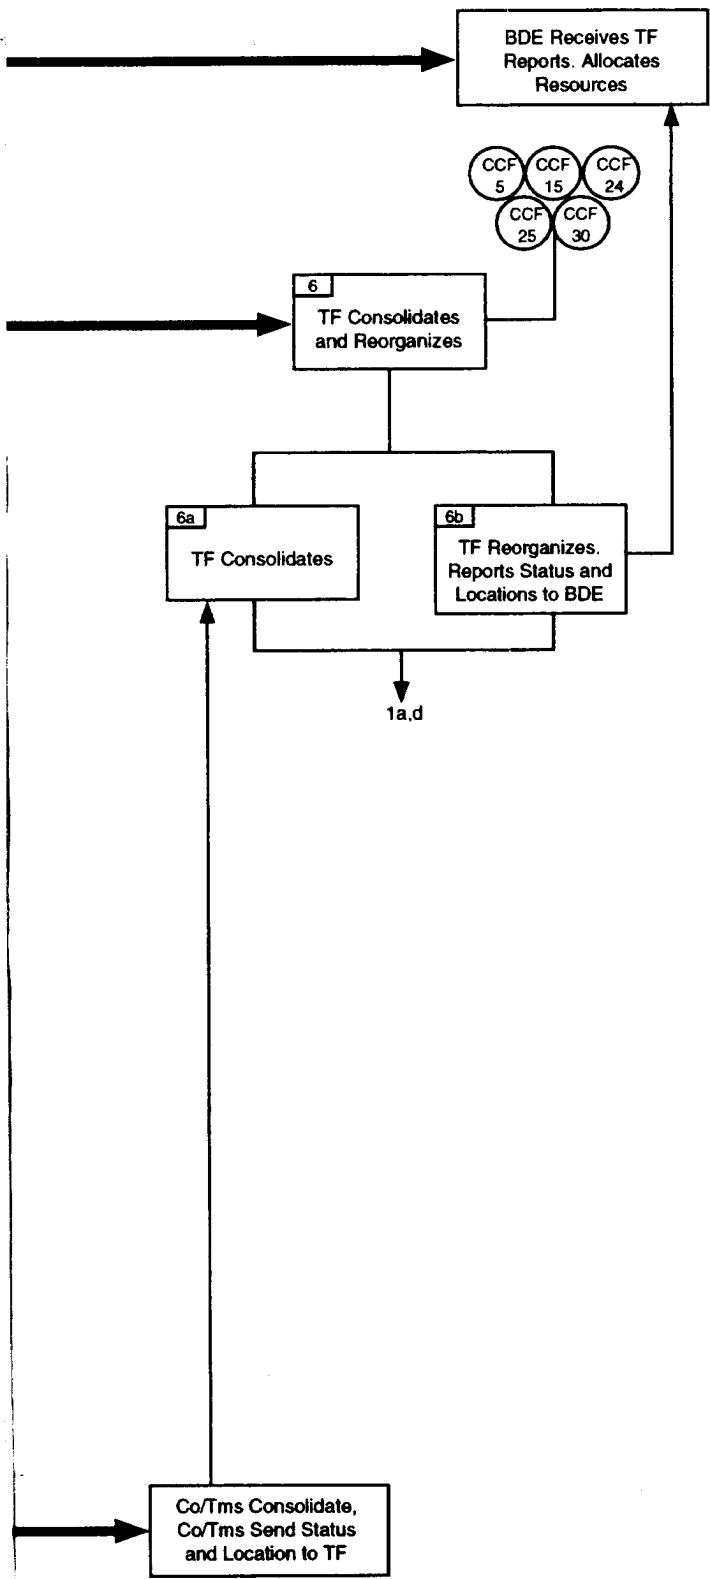 BDE Receives TF
Reports. Allocates
Resources
CCF
5
CCF
15
CCF
24
CCF
25
CCF
30
6
TF Consolidates
and Reorganizes
6a
TF Consolidates
6b
TF Reorganizes.
Reports Status and
Locations to BDE
1a,d
Co/Tms Consolidate,
Co/Tms Send Status
and Location to TF